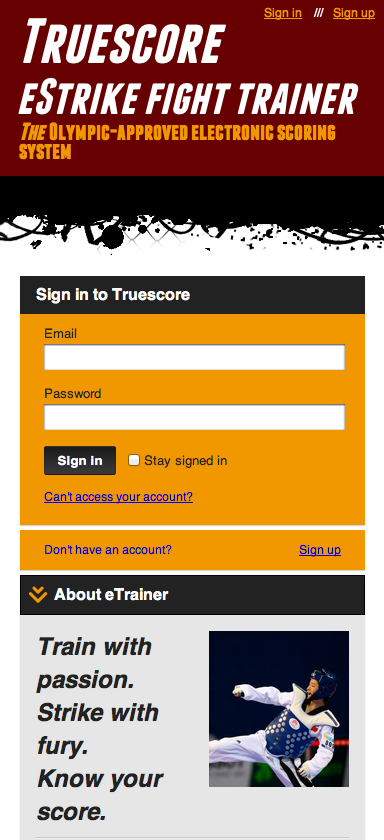 Sign in /// Sign up
Truescore
eStrike fight trainer
The Olympic-approved electronic scoring
system
Sign in to Truescore
Email
Password
Sign in
Stay signed in
Can't access your account?
Don't have an account? Sign up
About eTrainer
Train with
passion.
Strike with
fury.
Know your
score.